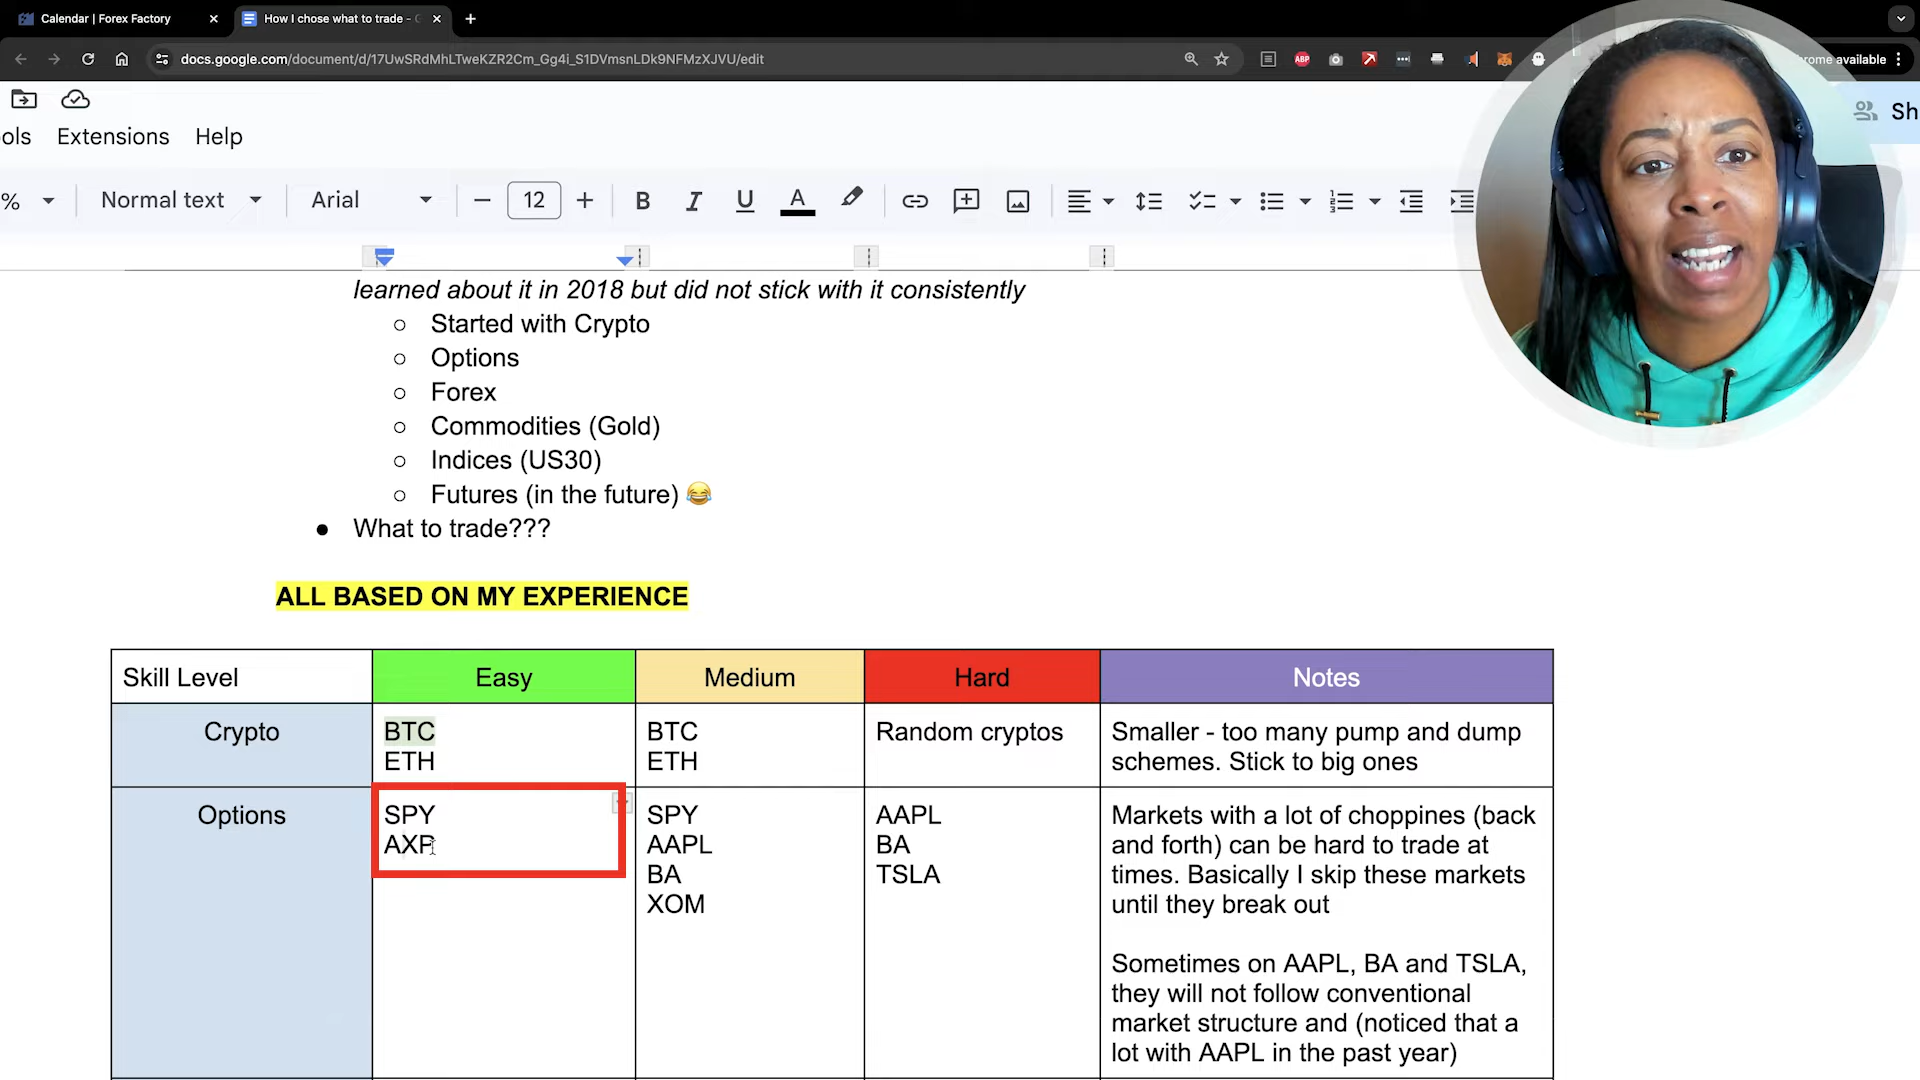 Calendar | Forex Factory
How I chose what to trade - G
docs.google.com/document/d/17UwSRdMhLTweKZR2Cm_Gg4i_S1DVmsnLDk9NFMzXJVU/edit
ABP
rome available
ols Extensions Help
Sh
%
Normal text
Arial
12
B I U A
learned about it in 2018 but did not stick with it consistently
Started with Crypto
Options
Forex
Commodities (Gold)
Indices (US30)
Futures (in the future) 😂
What to trade???
ALL BASED ON MY EXPERIENCE
Skill Level Easy Medium Hard Notes
Crypto
BTC
ETH
BTC
ETH
Random cryptos
Smaller - too many pump and dump
schemes. Stick to big ones
Options
SPY
AXP
SPY
AAPL
BA
XOM
AAPL
BA
TSLA
Markets with a lot of choppines (back
and forth) can be hard to trade at
times. Basically I skip these markets
until they break out
Sometimes on AAPL, BA and TSLA,
they will not follow conventional
market structure and (noticed that a
lot with AAPL in the past year)